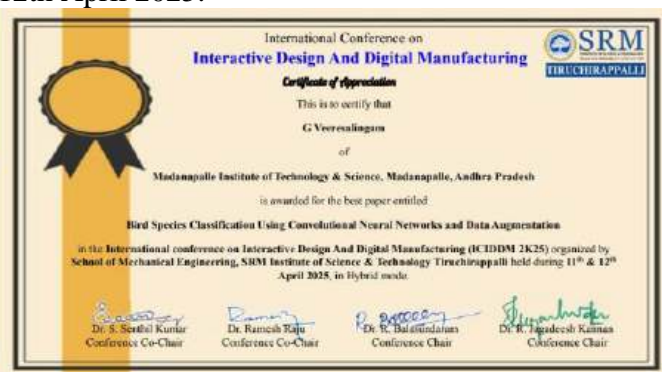 12th April 2025.
International Conference on
Interactive Design And Digital Manufacturing
SRM
TIRUCHIRAPPALLI
Certificate of Appreciation
This is to certify that
G Veeresalingam
of
Madanapalle Institute of Technology & Science, Madanapalle, Andhra Pradesh
is awarded for the best paper entitled
Bird Species Classification Using Convolutional Neural Networks and Data Augmentation
in the International conference on Interactive Design And Digital Manufacturing (ICIDDM 2K25) organized by
School of Mechanical Engineering, SRM Institute of Science & Technology Tiruchirappalli held during 11th & 12th
April 2025, in Hybrid mode.
Dr. S. Senthil Kumar
Conference Co-Chair
Dr. Ramesh Raju
Conference Co-Chair
Dr. R. Balasundaram
Conference Chair
Dr. R. Jagadeesh Kannan
Conference Chair